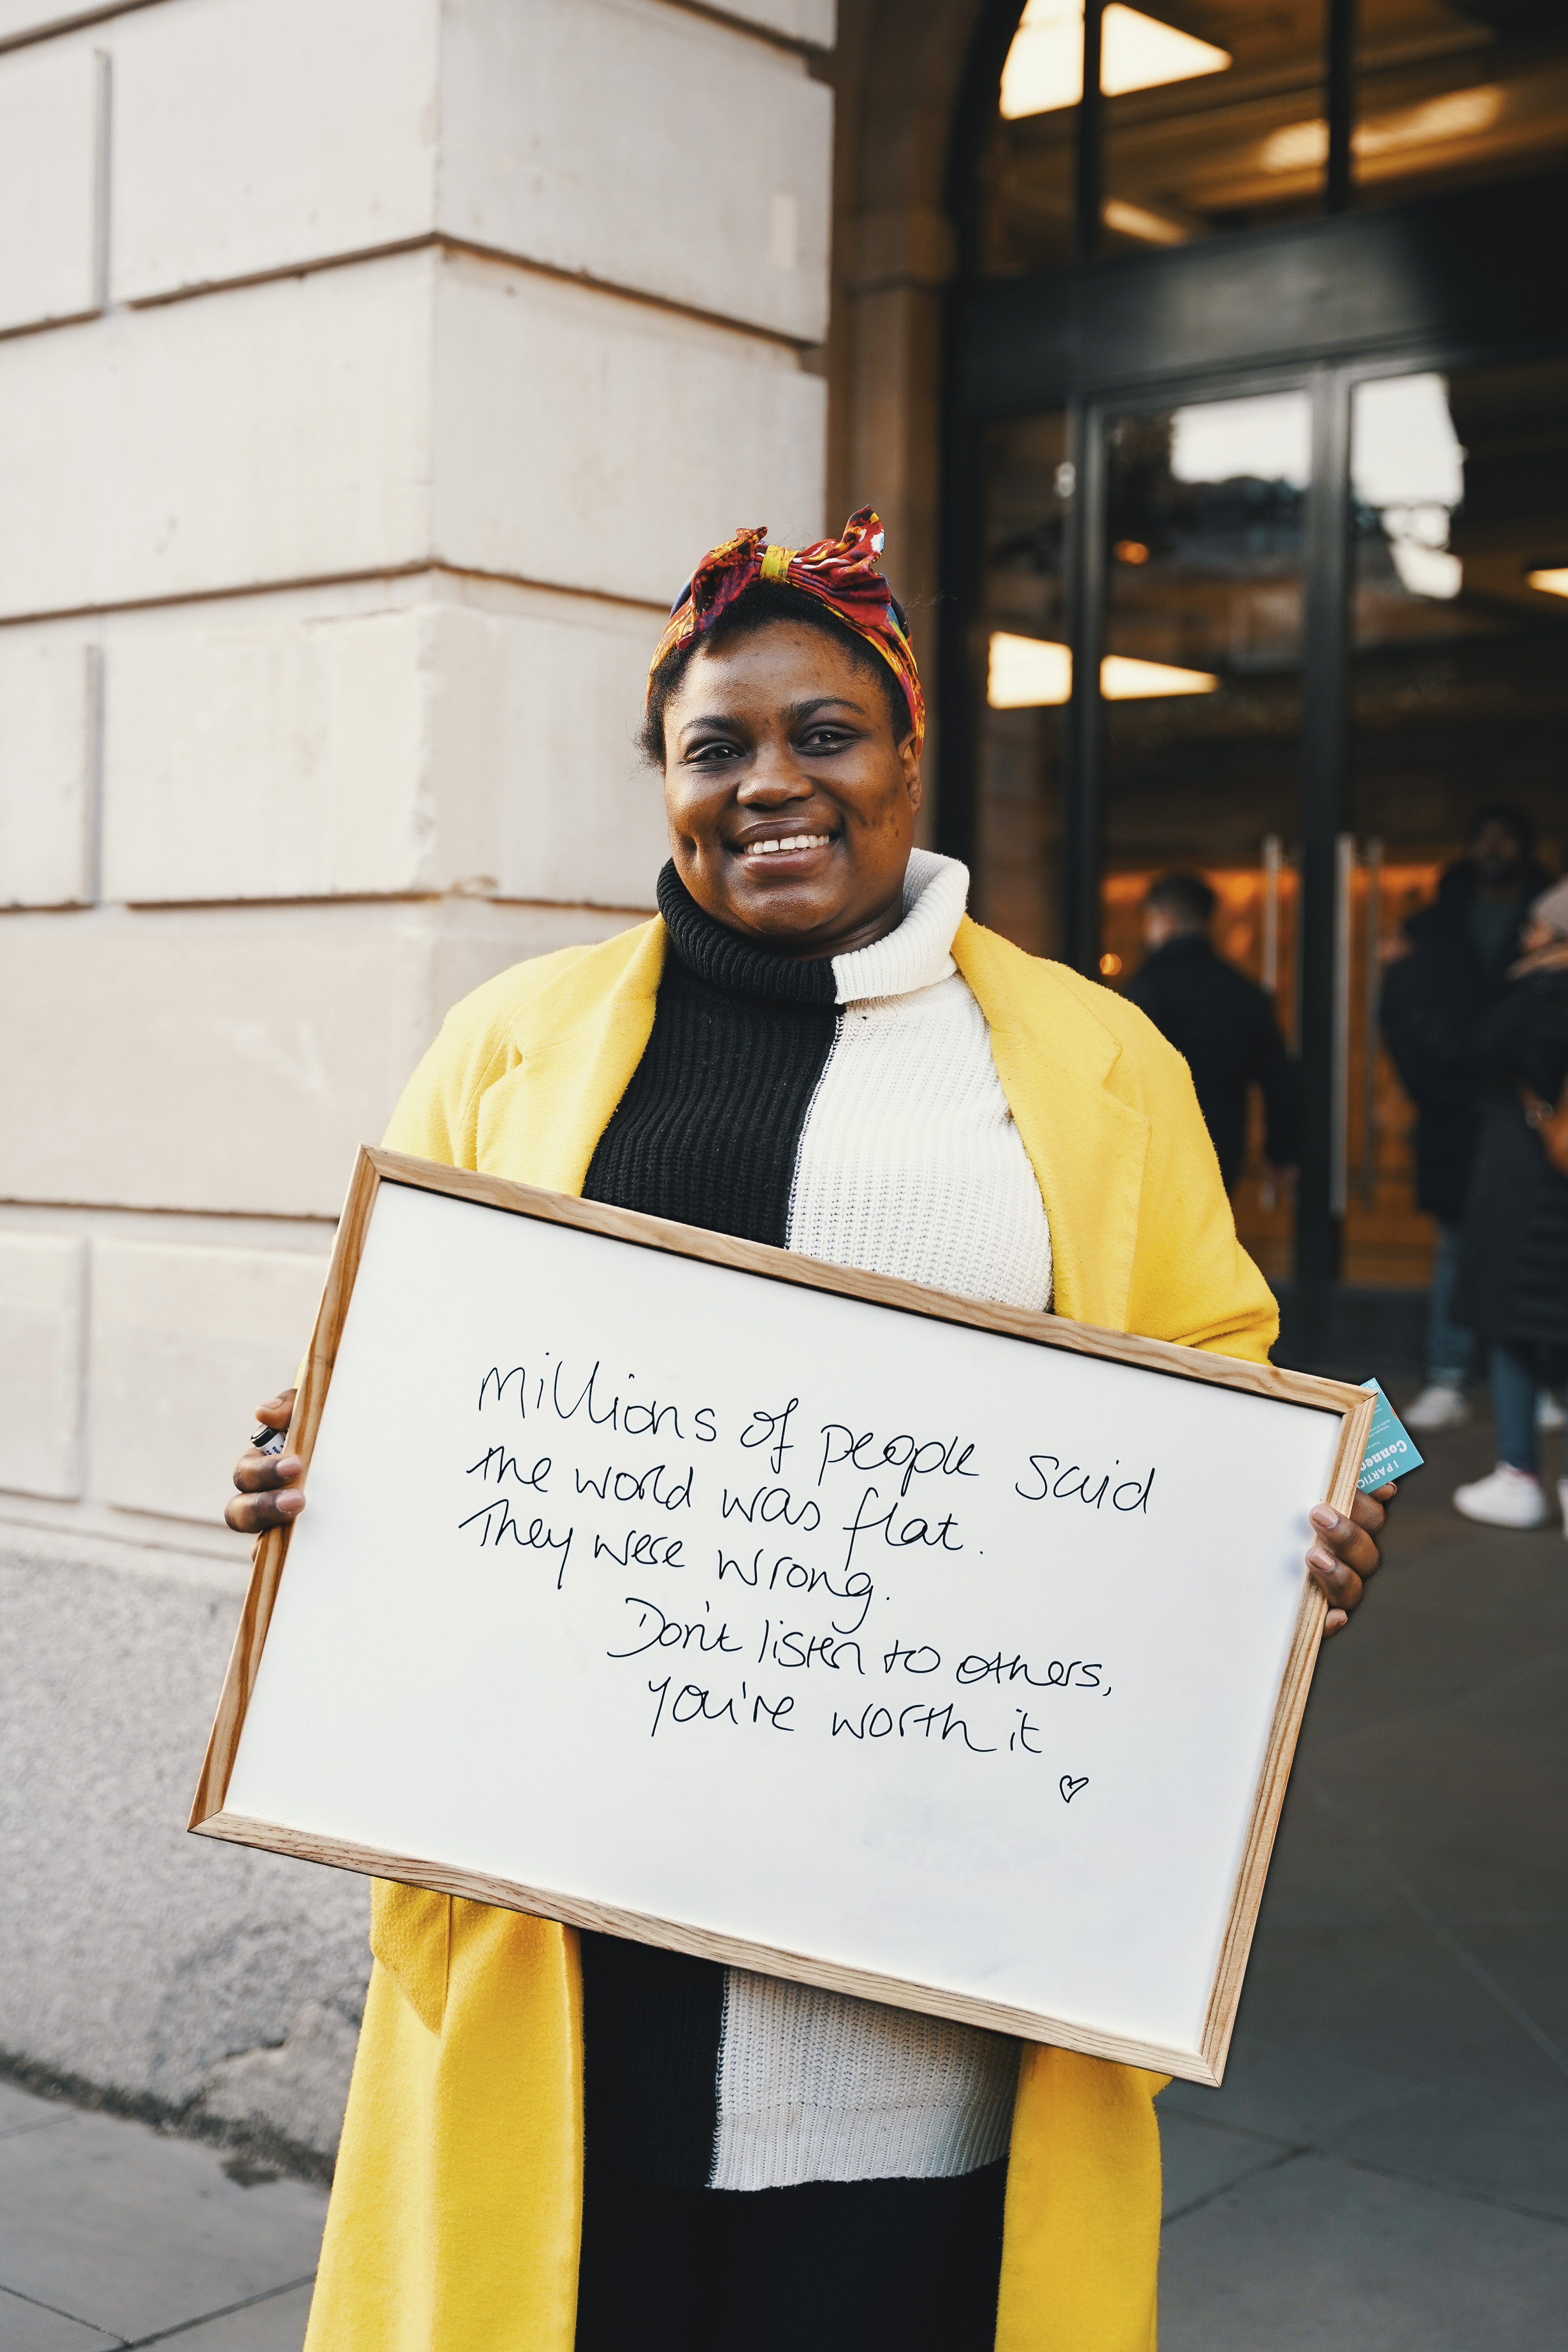 Millions of people said
the world was flat.
They were wrong.
Don't listen to others,
you're worth it
I PARTIC
Connec